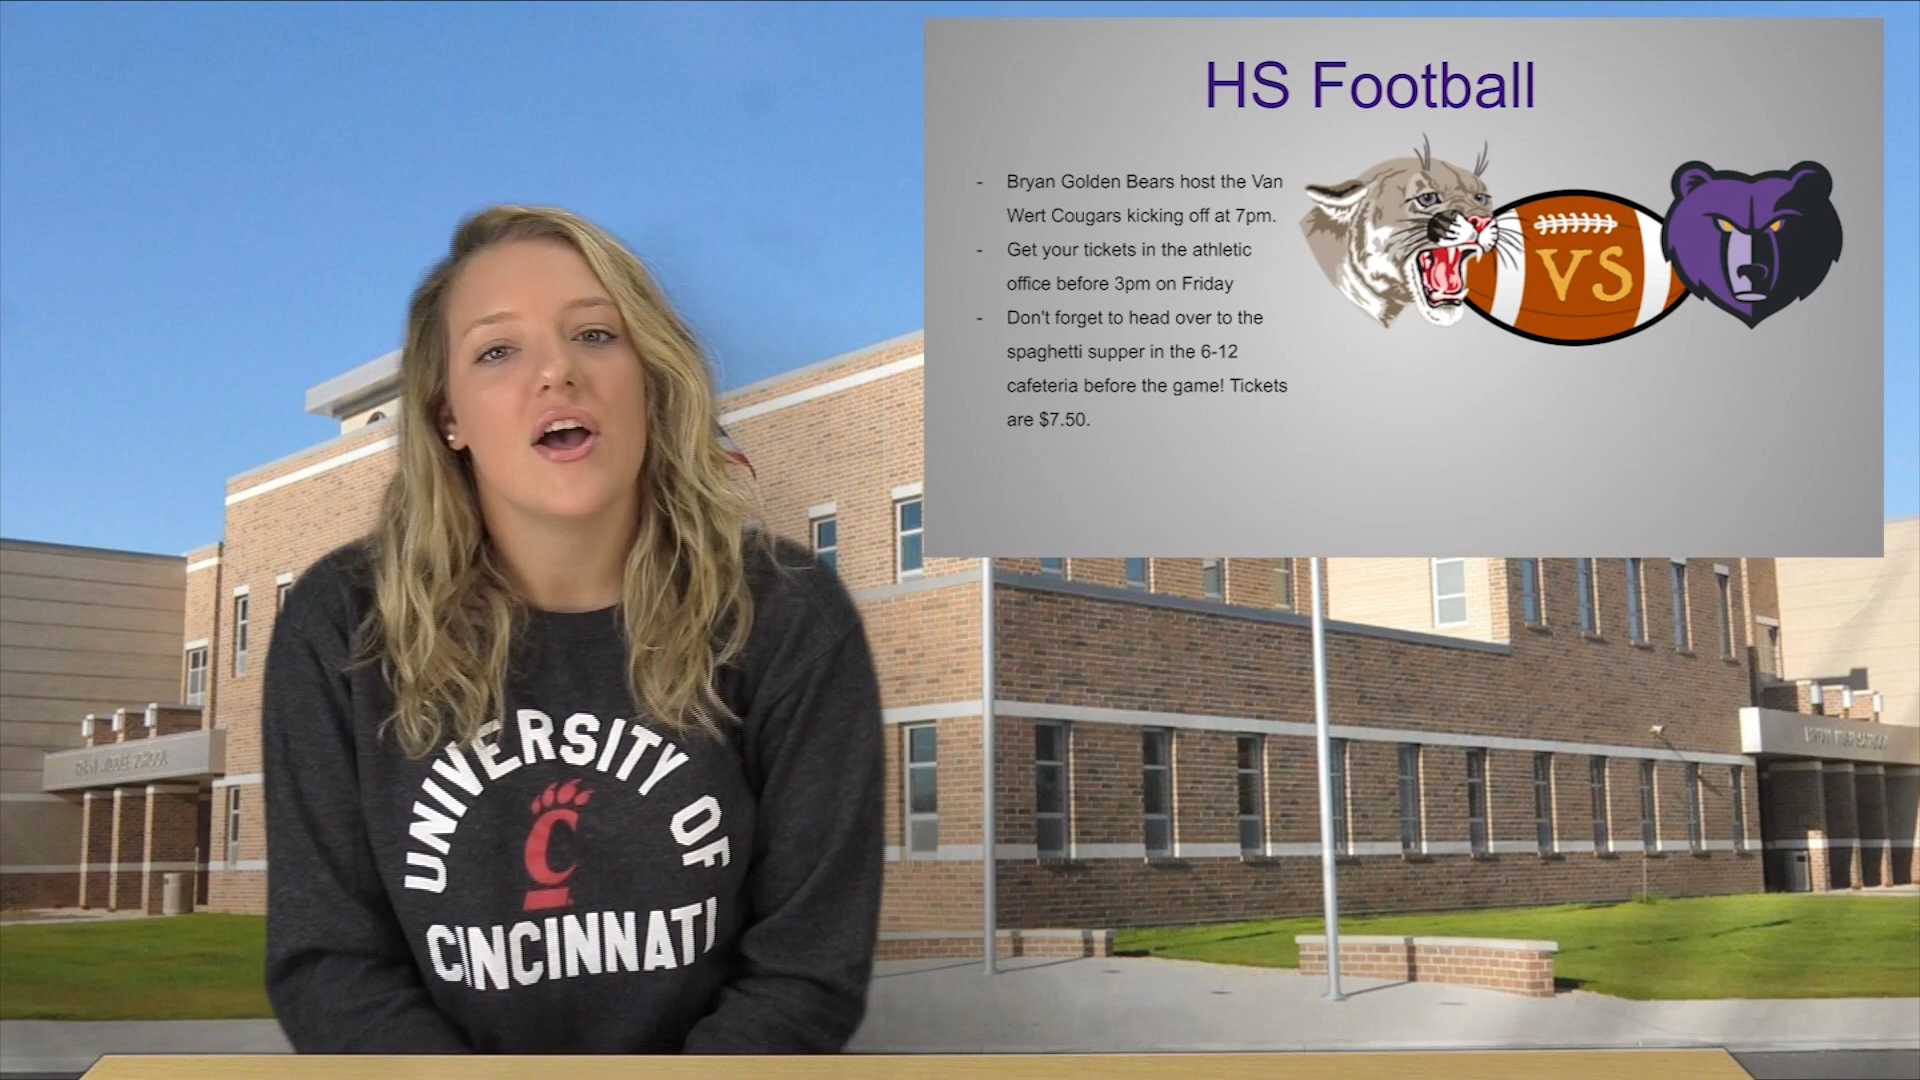 HS Football
- Bryan Golden Bears host the Van
Wert Cougars kicking off at 7pm.
- Get your tickets in the athletic
office before 3pm on Friday
- Don't forget to head over to the
spaghetti supper in the 6-12
cafeteria before the game! Tickets
are $7.50.
VS
UNIVERSITY OF
C
CINCINNATI
MIDDLE SCHOOL